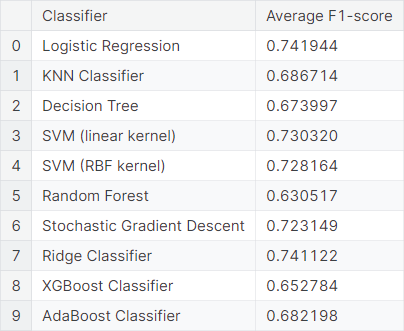 Classifier Average F1-score
0 Logistic Regression 0.741944
1 KNN Classifier 0.686714
2 Decision Tree 0.673997
3 SVM (linear kernel) 0.730320
4 SVM (RBF kernel) 0.728164
5 Random Forest 0.630517
6 Stochastic Gradient Descent 0.723149
7 Ridge Classifier 0.741122
8 XGBoost Classifier 0.652784
9 AdaBoost Classifier 0.682198